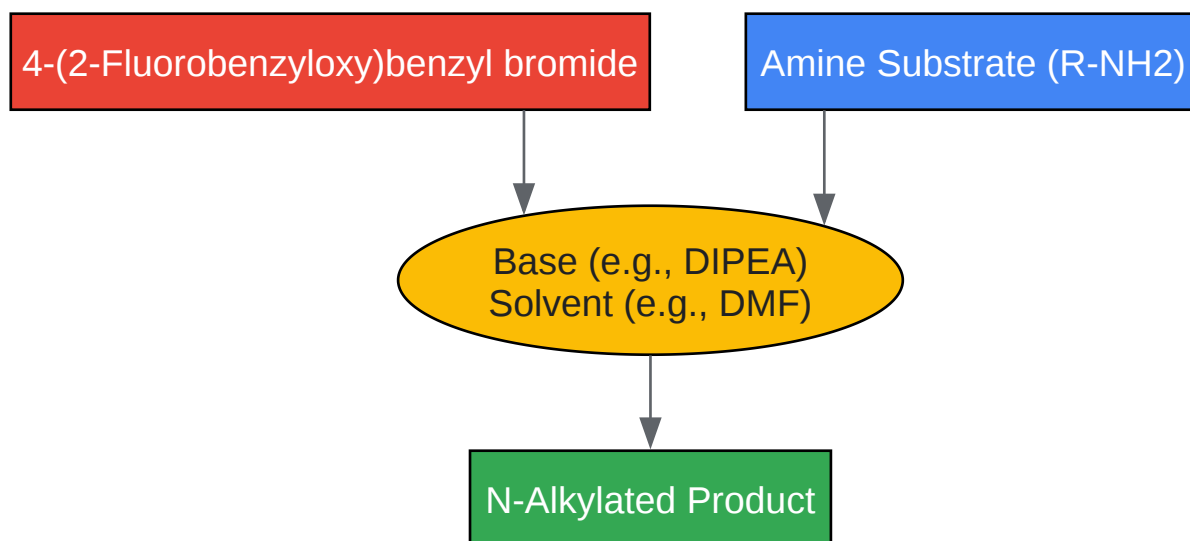 4-(2-Fluorobenzyloxy)benzyl bromide
Amine Substrate (R-NH2)
Base (e.g., DIPEA)
Solvent (e.g., DMF)
N-Alkylated Product